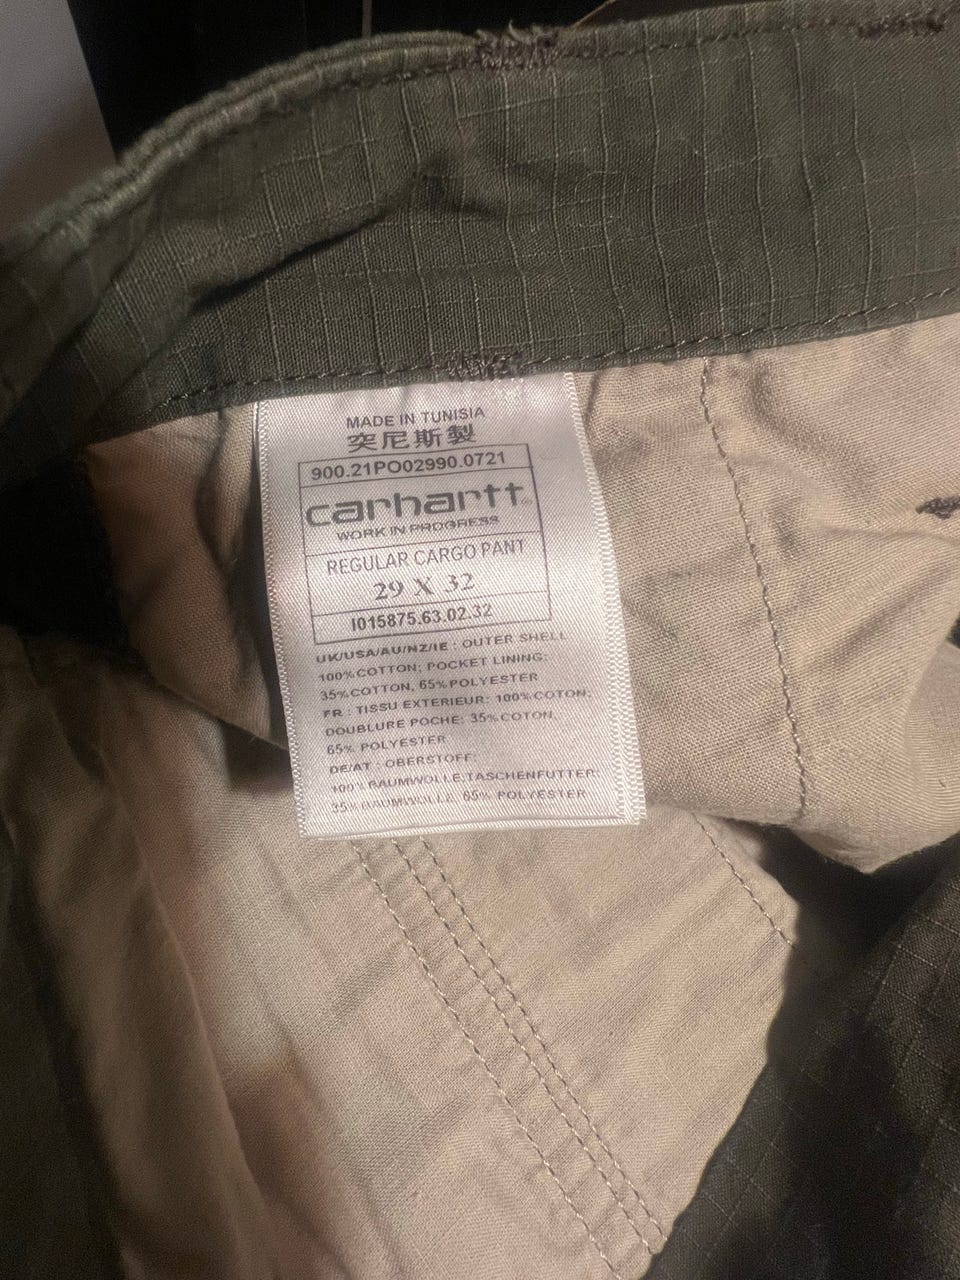 MADE IN TUNISIA
突尼斯製
900.21PO02990.0721
carhartt
WORK IN PROGRESS
REGULAR CARGO PANT
29 X 32
I015875.63.02.32
UK/USA/AU/NZ/IE : OUTER SHELL
100%COTTON; POCKET LINING:
35%COTTON, 65%POLYESTER
FR : TISSU EXTERIEUR: 100%COTON;
DOUBLURE POCHE: 35%COTON,
65% POLYESTER
DE/AT : OBERSTOFF:
100% BAUMWOLLE;TASCHENFUTTER:
35% BAUMWOLLE, 65% POLYESTER